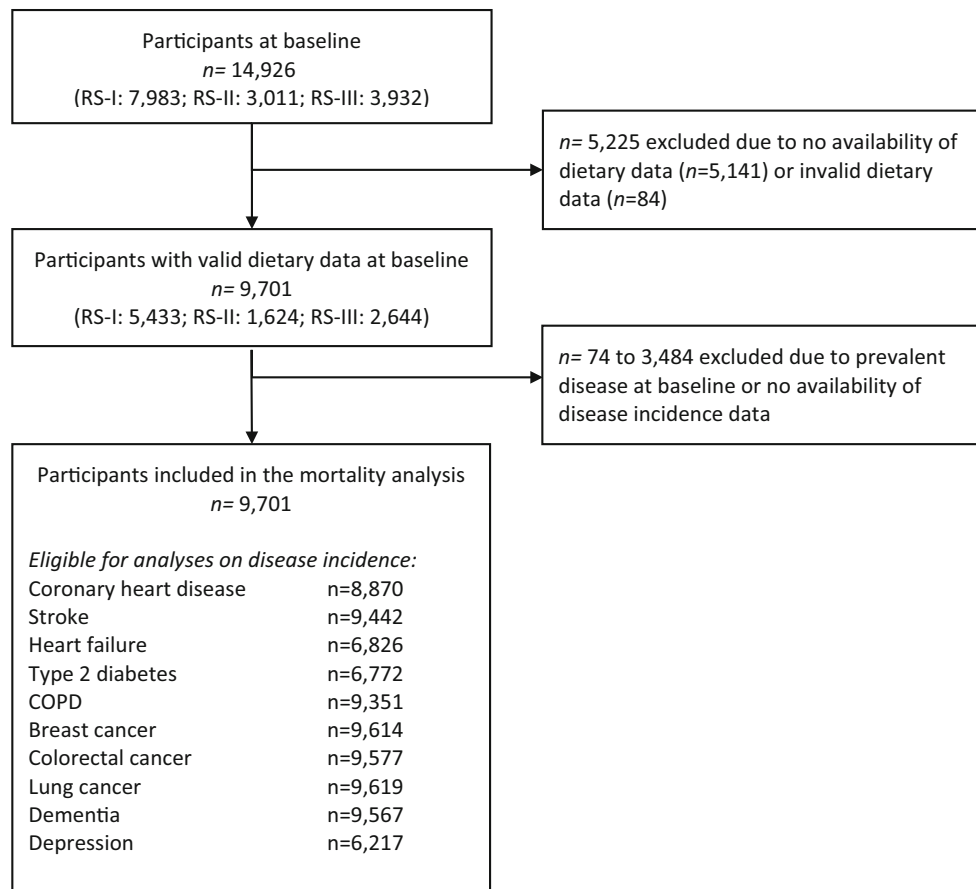 Participants at baseline
n= 14,926
(RS-I: 7,983; RS-II: 3,011; RS-III: 3,932)
n= 5,225 excluded due to no availability of
dietary data (n=5,141) or invalid dietary
data (n=84)
Participants with valid dietary data at baseline
n= 9,701
(RS-I: 5,433; RS-II: 1,624; RS-III: 2,644)
n= 74 to 3,484 excluded due to prevalent
disease at baseline or no availability of
disease incidence data
Participants included in the mortality analysis
n= 9,701
Eligible for analyses on disease incidence:
Coronary heart disease n=8,870
Stroke n=9,442
Heart failure n=6,826
Type 2 diabetes n=6,772
COPD n=9,351
Breast cancer n=9,614
Colorectal cancer n=9,577
Lung cancer n=9,619
Dementia n=9,567
Depression n=6,217